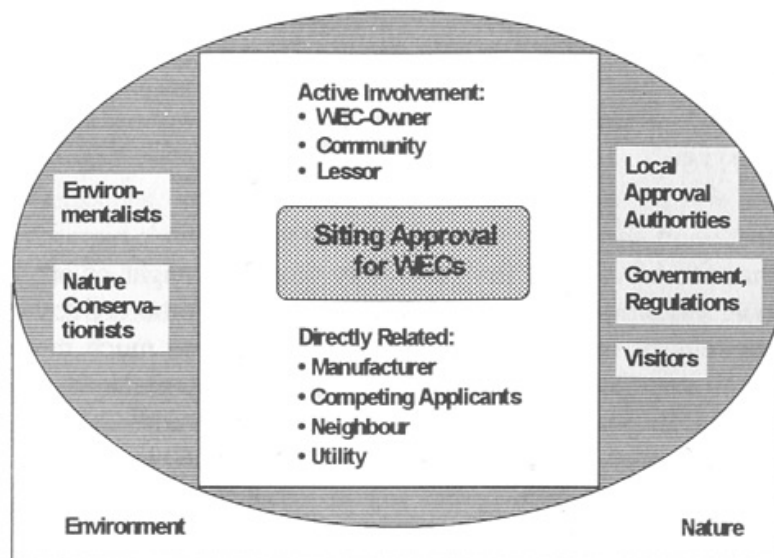 Active Involvement:
• WEC-Owner
• Community
• Lessor
Environ-
mentalists
Nature
Conserva-
tionists
Siting Approval
for WECs
Local
Approval
Authorities
Government,
Regulations
Visitors
Directly Related:
• Manufacturer
• Competing Applicants
• Neighbour
• Utility
Environment
Nature